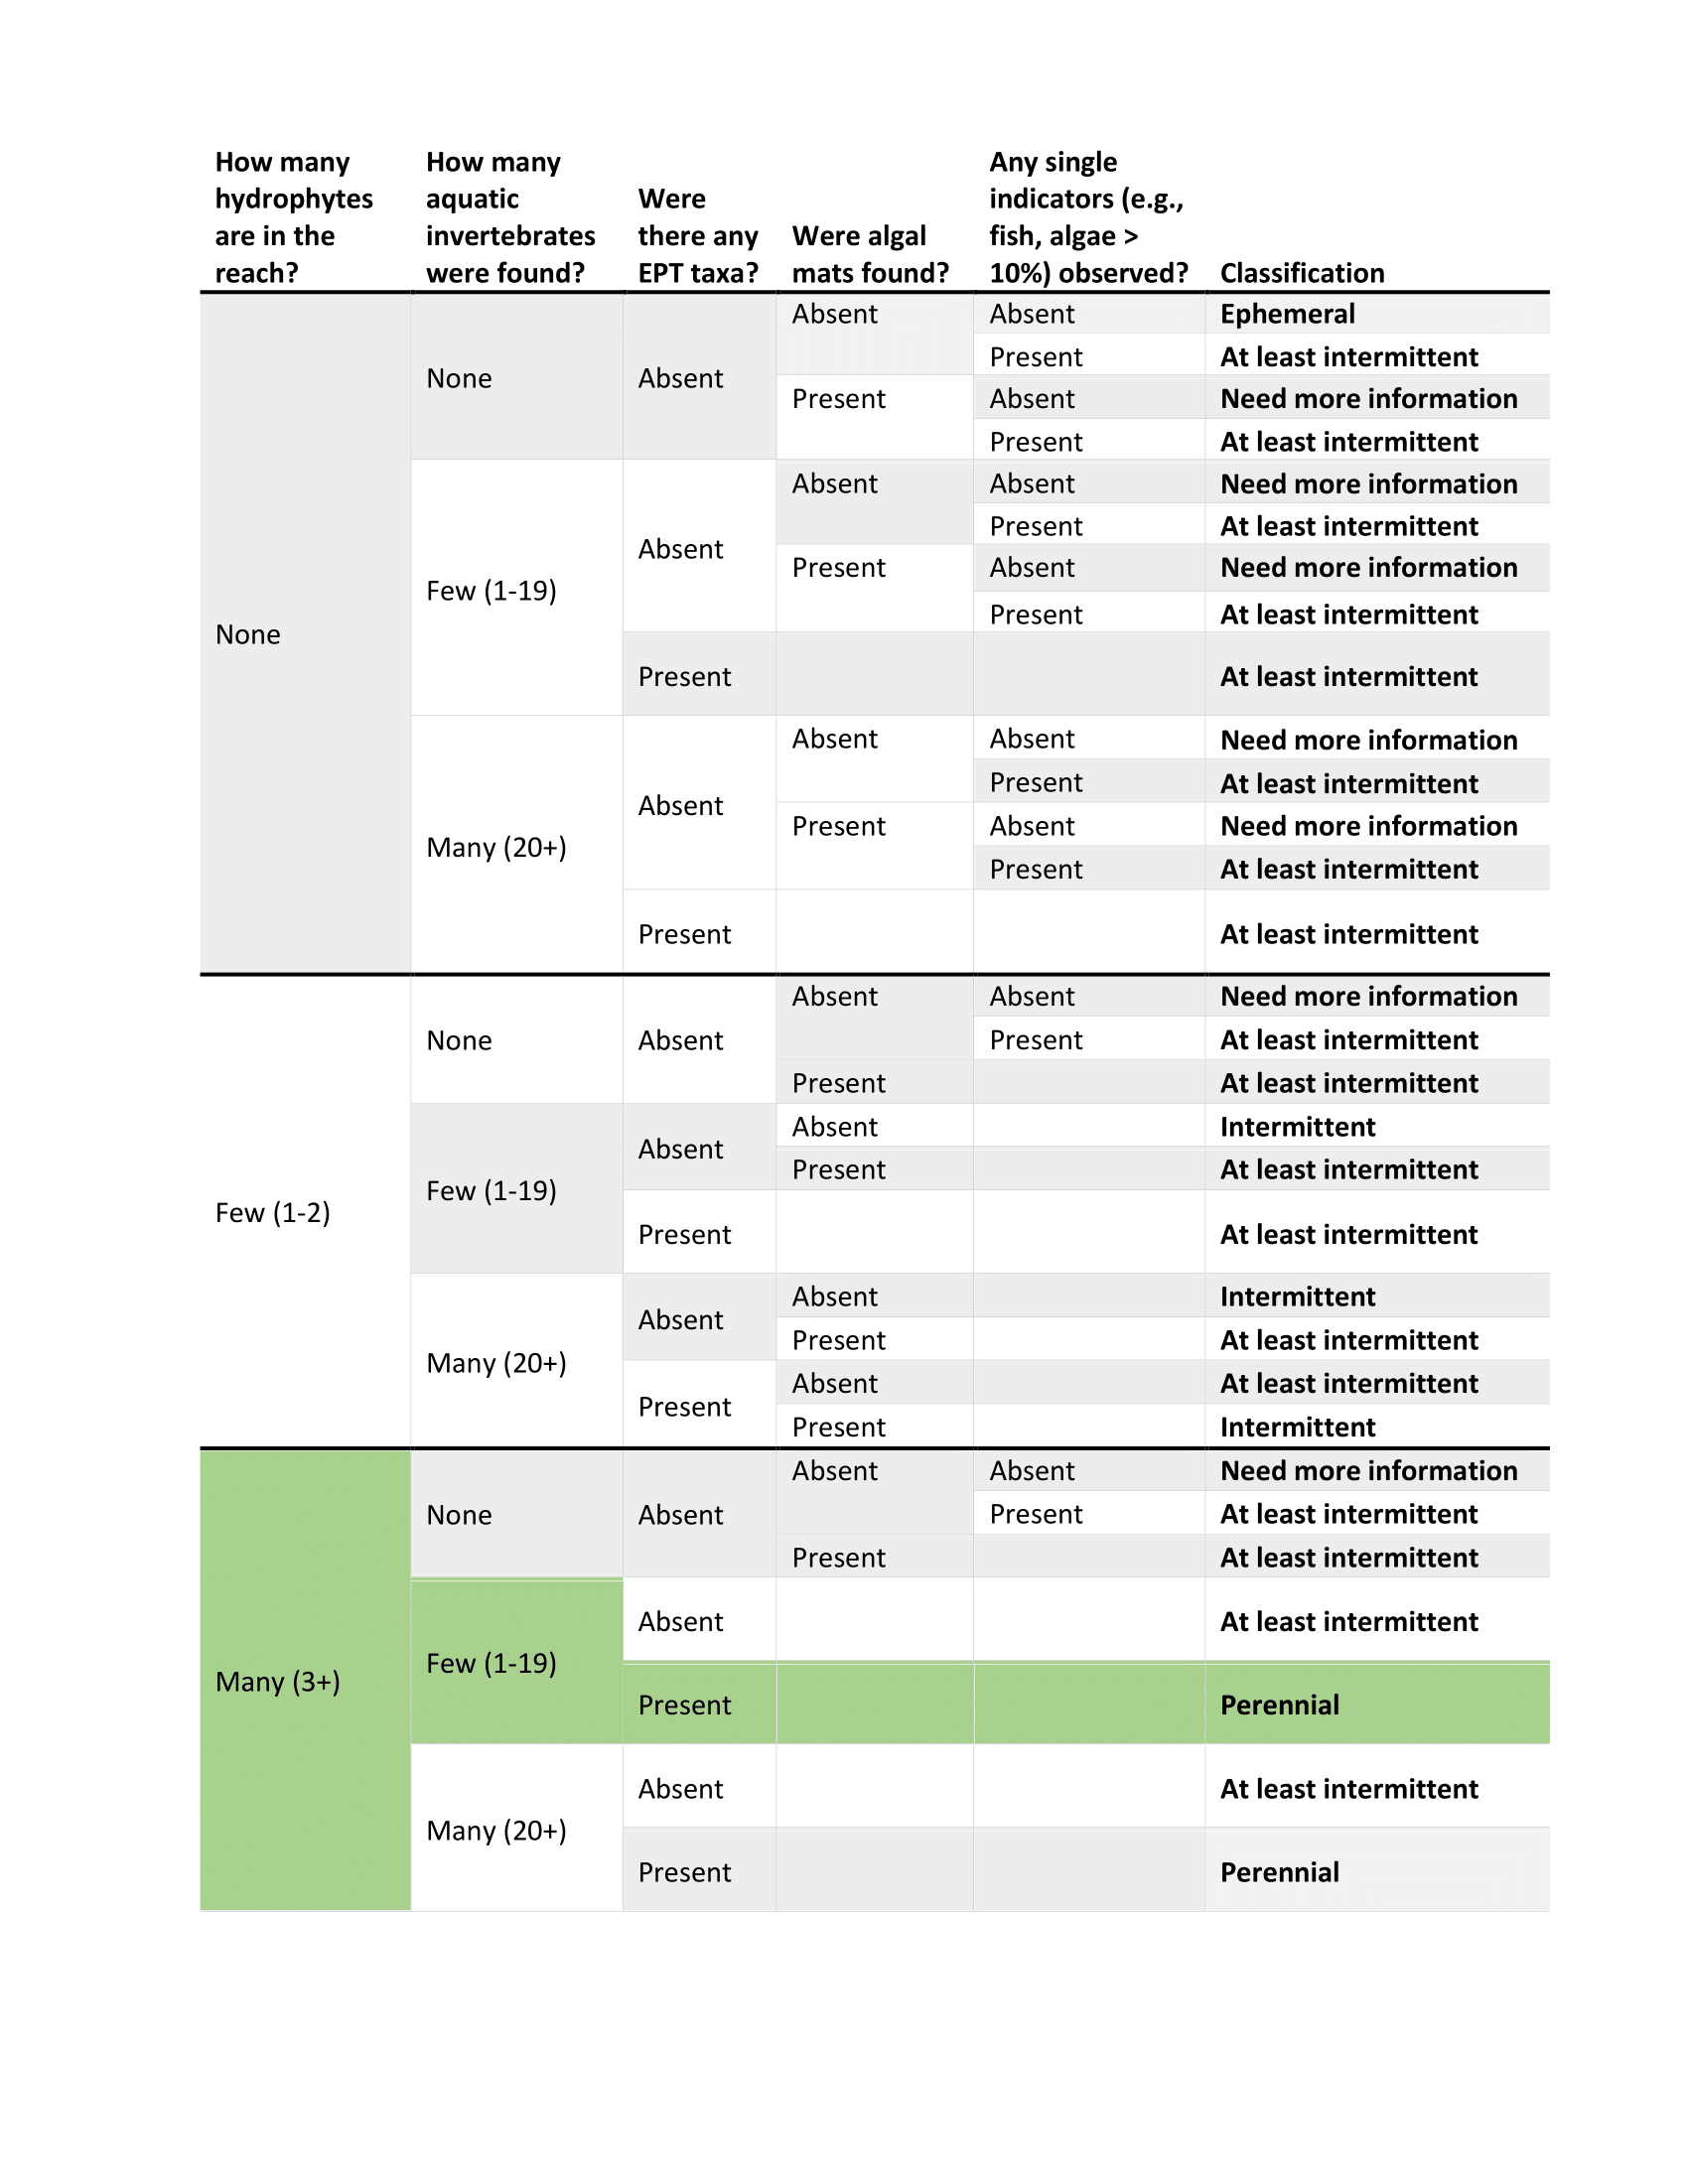 How many
hydrophytes
are in the
reach?
How many
aquatic
invertebrates
were found?
Were
there any
EPT taxa?
Were algal
mats found?
Any single
indicators (e.g.,
fish, algae >
10%) observed?
Classification
None
None
Absent
Absent
Absent
Ephemeral
Present
At least intermittent
Present
Absent
Need more information
Present
At least intermittent
Few (1-19)
Absent
Absent
Absent
Need more information
Present
At least intermittent
Present
Absent
Need more information
Present
At least intermittent
Present
At least intermittent
Many (20+)
Absent
Absent
Absent
Need more information
Present
At least intermittent
Present
Absent
Need more information
Present
At least intermittent
Present
At least intermittent
Few (1-2)
None
Absent
Absent
Absent
Need more information
Present
At least intermittent
Present
At least intermittent
Few (1-19)
Absent
Absent
Intermittent
Present
At least intermittent
Present
At least intermittent
Many (20+)
Absent
Absent
Intermittent
Present
At least intermittent
Present
Absent
At least intermittent
Present
Intermittent
Many (3+)
None
Absent
Absent
Absent
Need more information
Present
At least intermittent
Present
At least intermittent
Few (1-19)
Absent
At least intermittent
Present
Perennial
Many (20+)
Absent
At least intermittent
Present
Perennial